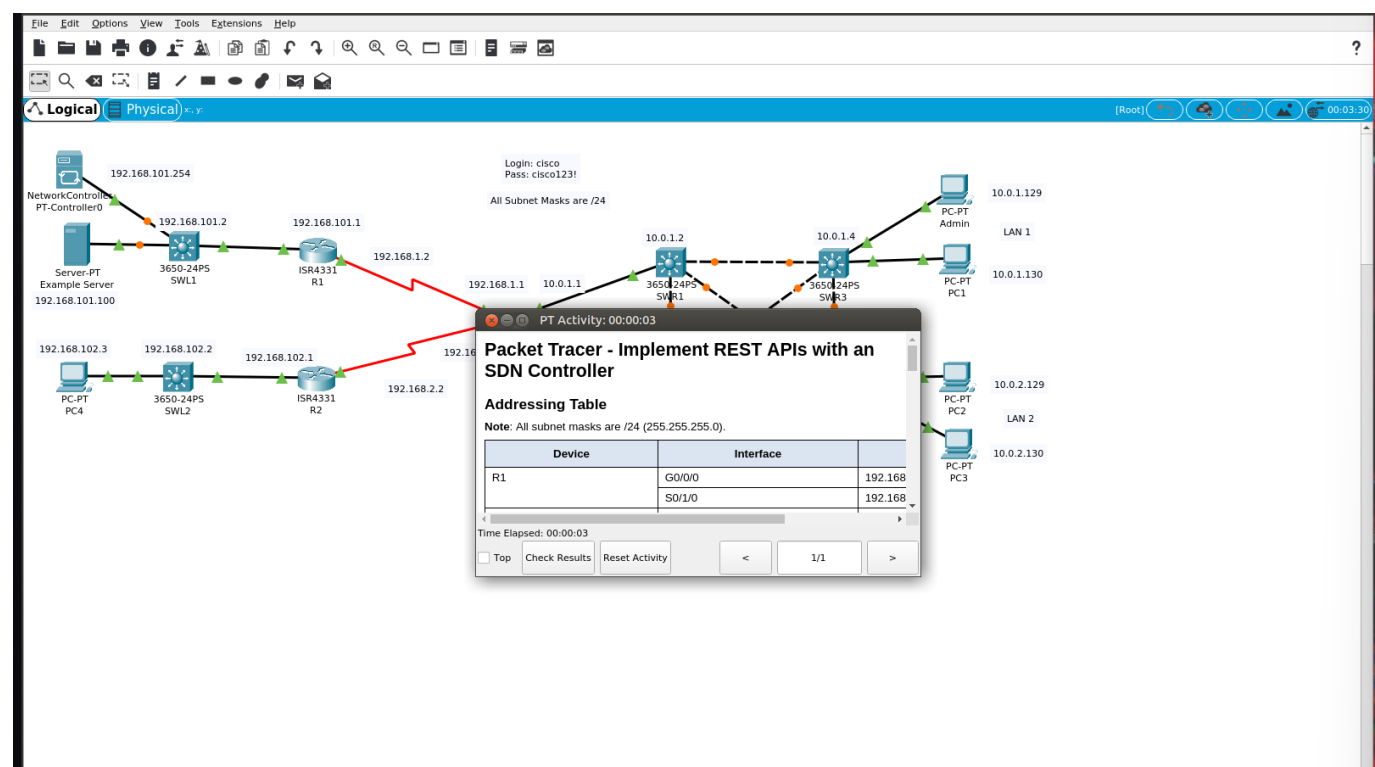 File Edit Options View Tools Extensions Help
?
Logical Physical x:, y: [Root] 00:03:30
192.168.101.254
NetworkController
PT-Controller0
192.168.101.2
192.168.101.1
Server-PT
Example Server
192.168.101.100
3650-24PS
SWL1
ISR4331
R1
192.168.1.2
Login: cisco
Pass: cisco123!
All Subnet Masks are /24
192.168.1.1
10.0.1.1
10.0.1.2
3650-24PS
SWR1
10.0.1.4
3650-24PS
SWR3
PC-PT
Admin
10.0.1.129
LAN 1
PC-PT
PC1
10.0.1.130
192.168.102.3
192.168.102.2
192.168.102.1
PC-PT
PC4
3650-24PS
SWL2
ISR4331
R2
192.16
192.168.2.2
PC-PT
PC2
10.0.2.129
LAN 2
PC-PT
PC3
10.0.2.130
PT Activity: 00:00:03
Packet Tracer - Implement REST APIs with an
SDN Controller
Addressing Table
Note: All subnet masks are /24 (255.255.255.0).
Device Interface
R1 G0/0/0 192.168
S0/1/0 192.168
Time Elapsed: 00:00:03
Top Check Results Reset Activity < 1/1 >